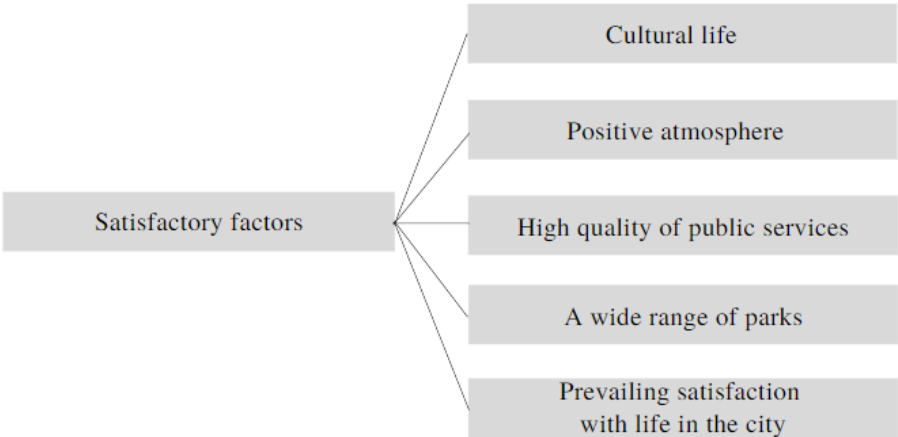 Cultural life
Positive atmosphere
Satisfactory factors
High quality of public services
A wide range of parks
Prevailing satisfaction
with life in the city